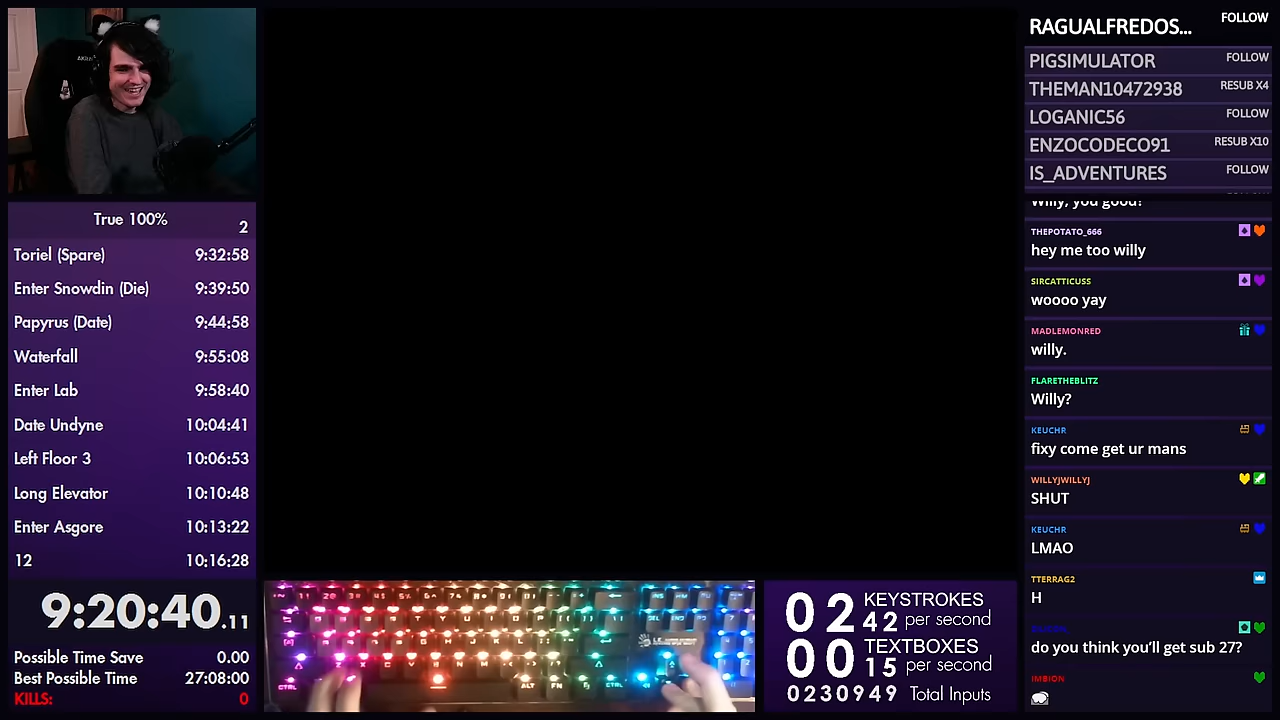 True 100%
2
Toriel (Spare) 9:32:58
Enter Snowdin (Die) 9:39:50
Papyrus (Date) 9:44:58
Waterfall 9:55:08
Enter Lab 9:58:40
Date Undyne 10:04:41
Left Floor 3 10:06:53
Long Elevator 10:10:48
Enter Asgore 10:13:22
12 10:16:28
9:20:40.11
Possible Time Save 0.00
Best Possible Time 27:08:00
KILLS: 0
02 KEYSTROKES
42 per second
00 TEXTBOXES
15 per second
0230949 Total Inputs
RAGUALFREDOS... FOLLOW
PIGSIMULATOR FOLLOW
THEMAN10472938 RESUB X4
LOGANIC56 FOLLOW
ENZOCODECO91 RESUB X10
IS_ADVENTURES FOLLOW
Willy, you good?
THEPOTATO_666
hey me too willy
SIRCATTICUSS
woooo yay
MADLEMONRED
willy.
FLARETHEBLITZ
Willy?
KEUCHR
fixy come get ur mans
WILLYJWILLYJ
SHUT
KEUCHR
LMAO
TTERRAG2
H
do you think you'll get sub 27?
IMBION